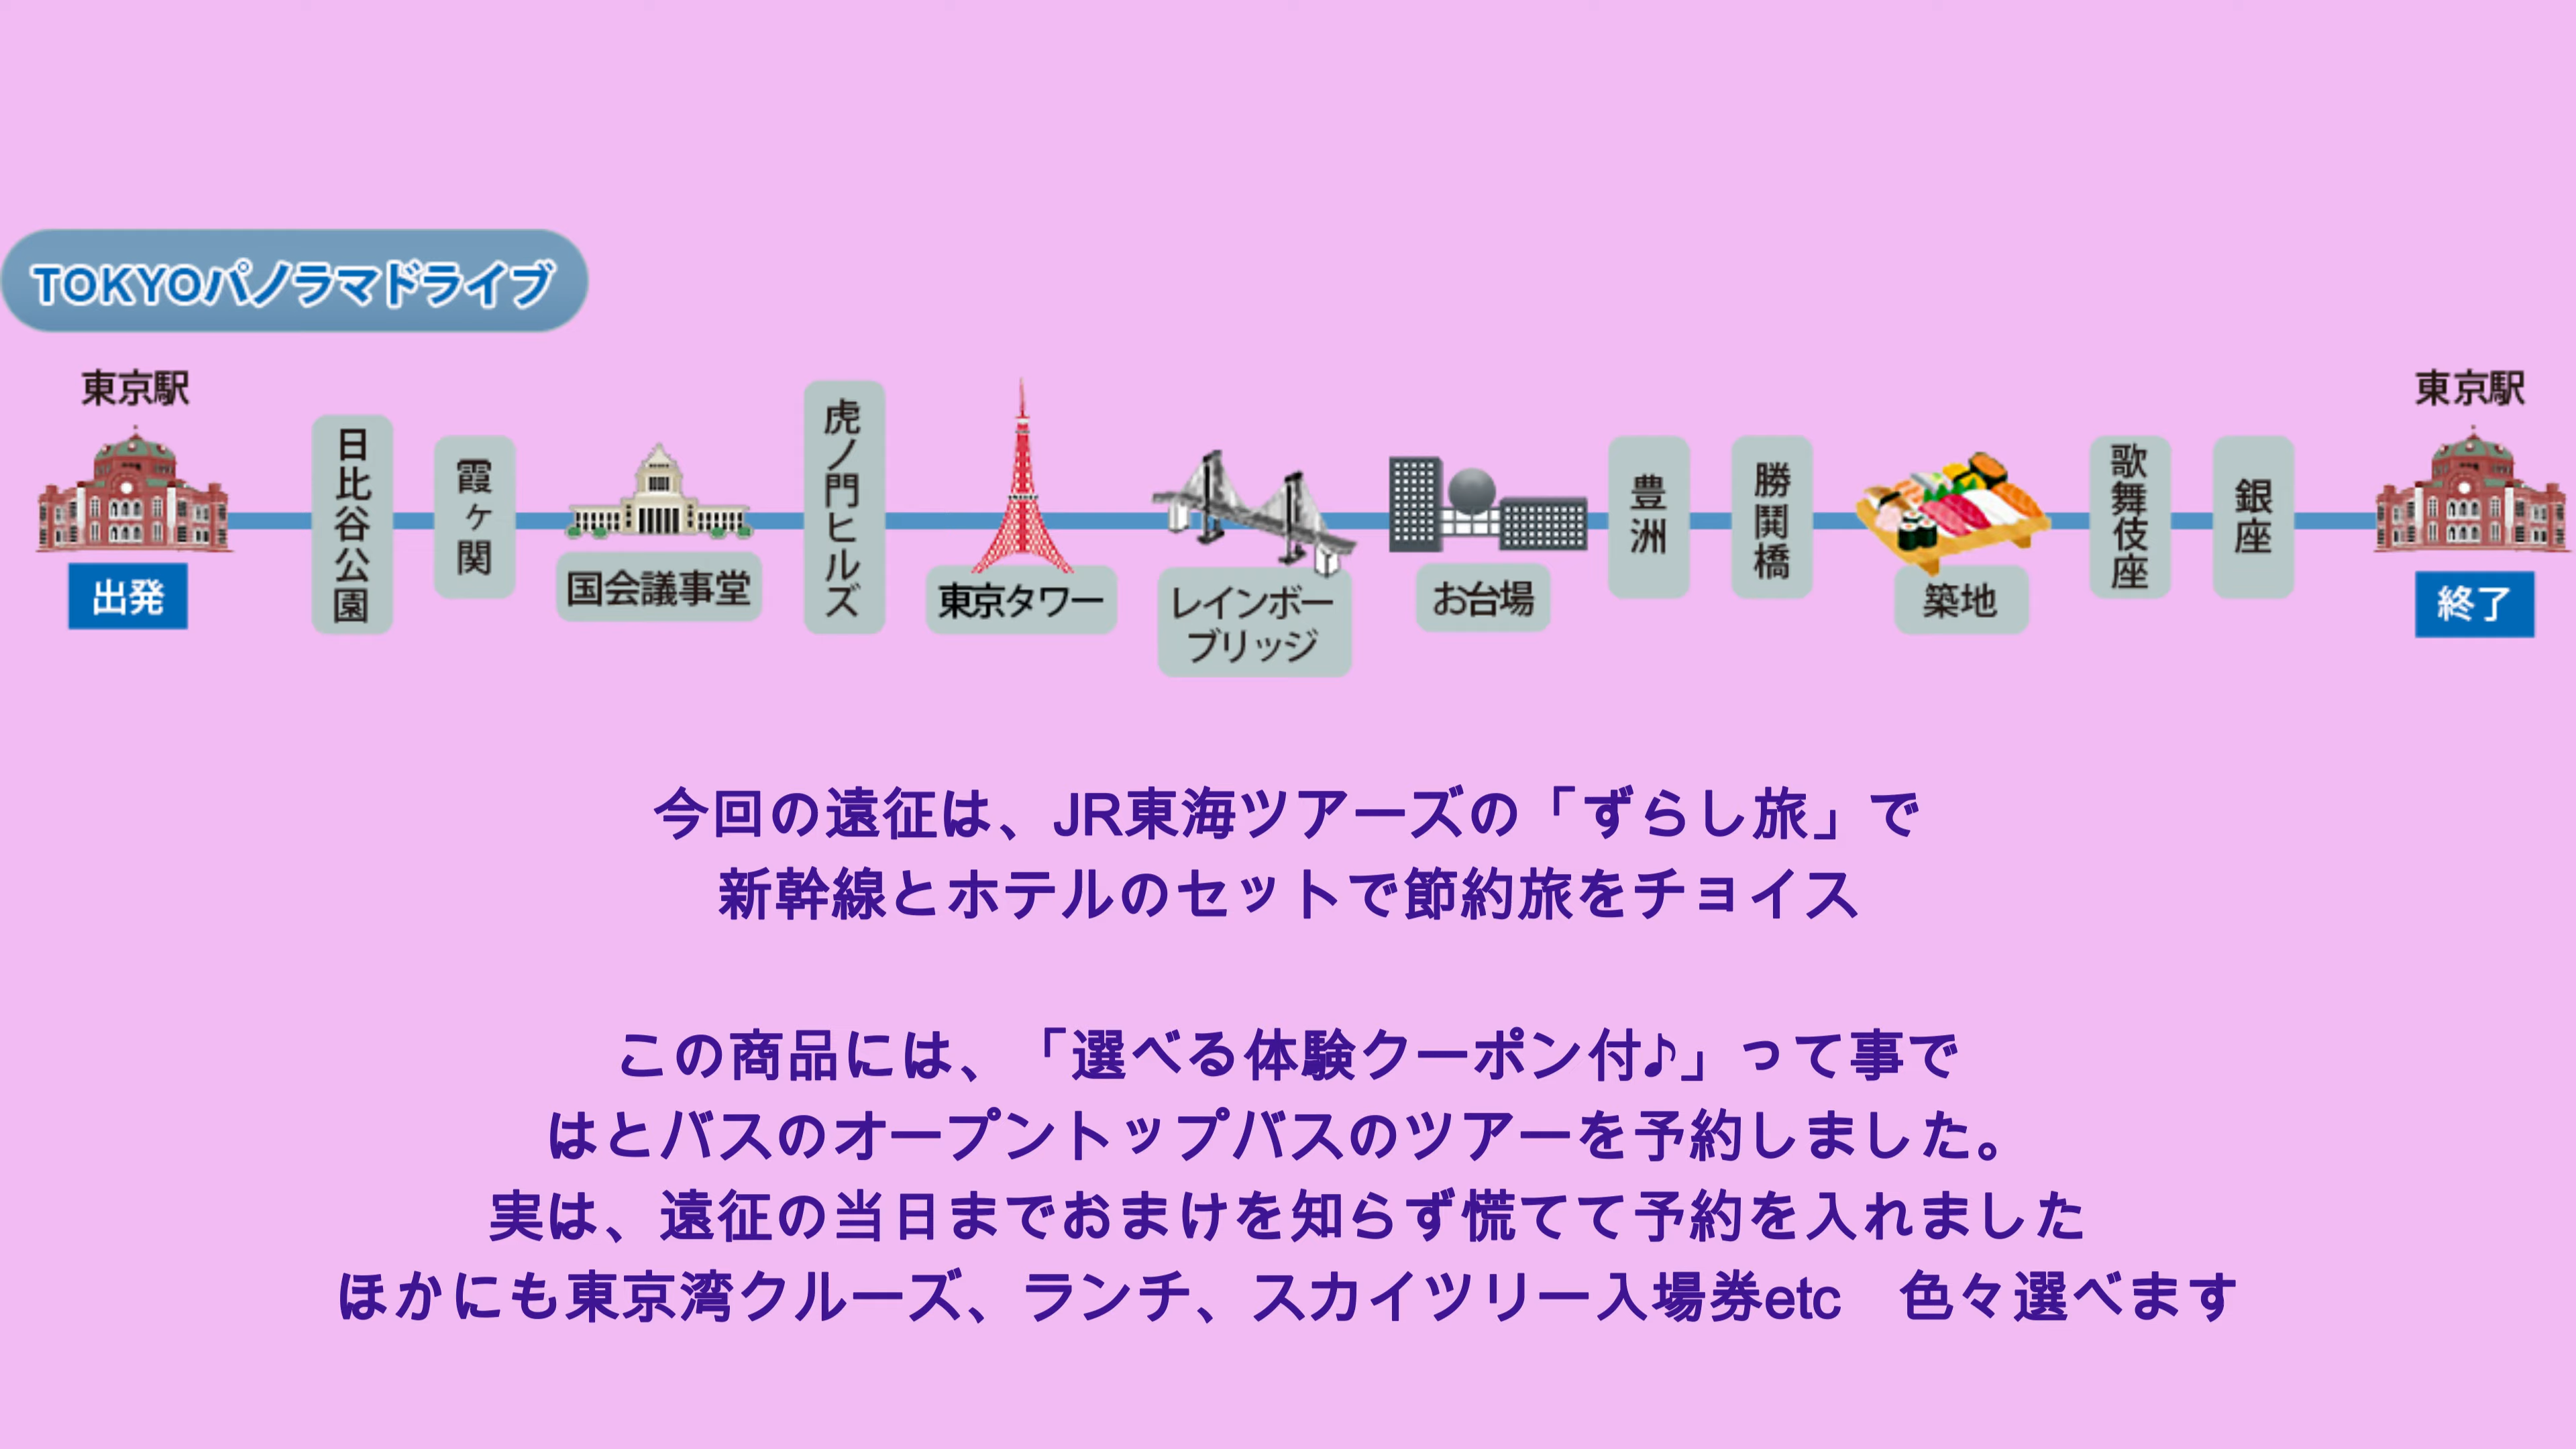 TOKYOパノラマドライブ
東京駅
出発
日比谷公園
霞ヶ関
国会議事堂
虎ノ門ヒルズ
東京タワー
レインボー
ブリッジ
お台場
豊洲
勝鬨橋
築地
歌舞伎座
銀座
東京駅
終了
今回の遠征は、JR東海ツアーズの「ずらし旅」で
新幹線とホテルのセットで節約旅をチョイス
この商品には、「選べる体験クーポン付♪」って事で
はとバスのオープントップバスのツアーを予約しました。
実は、遠征の当日までおまけを知らず慌てて予約を入れました
ほかにも東京湾クルーズ、ランチ、スカイツリー入場券etc　色々選べます